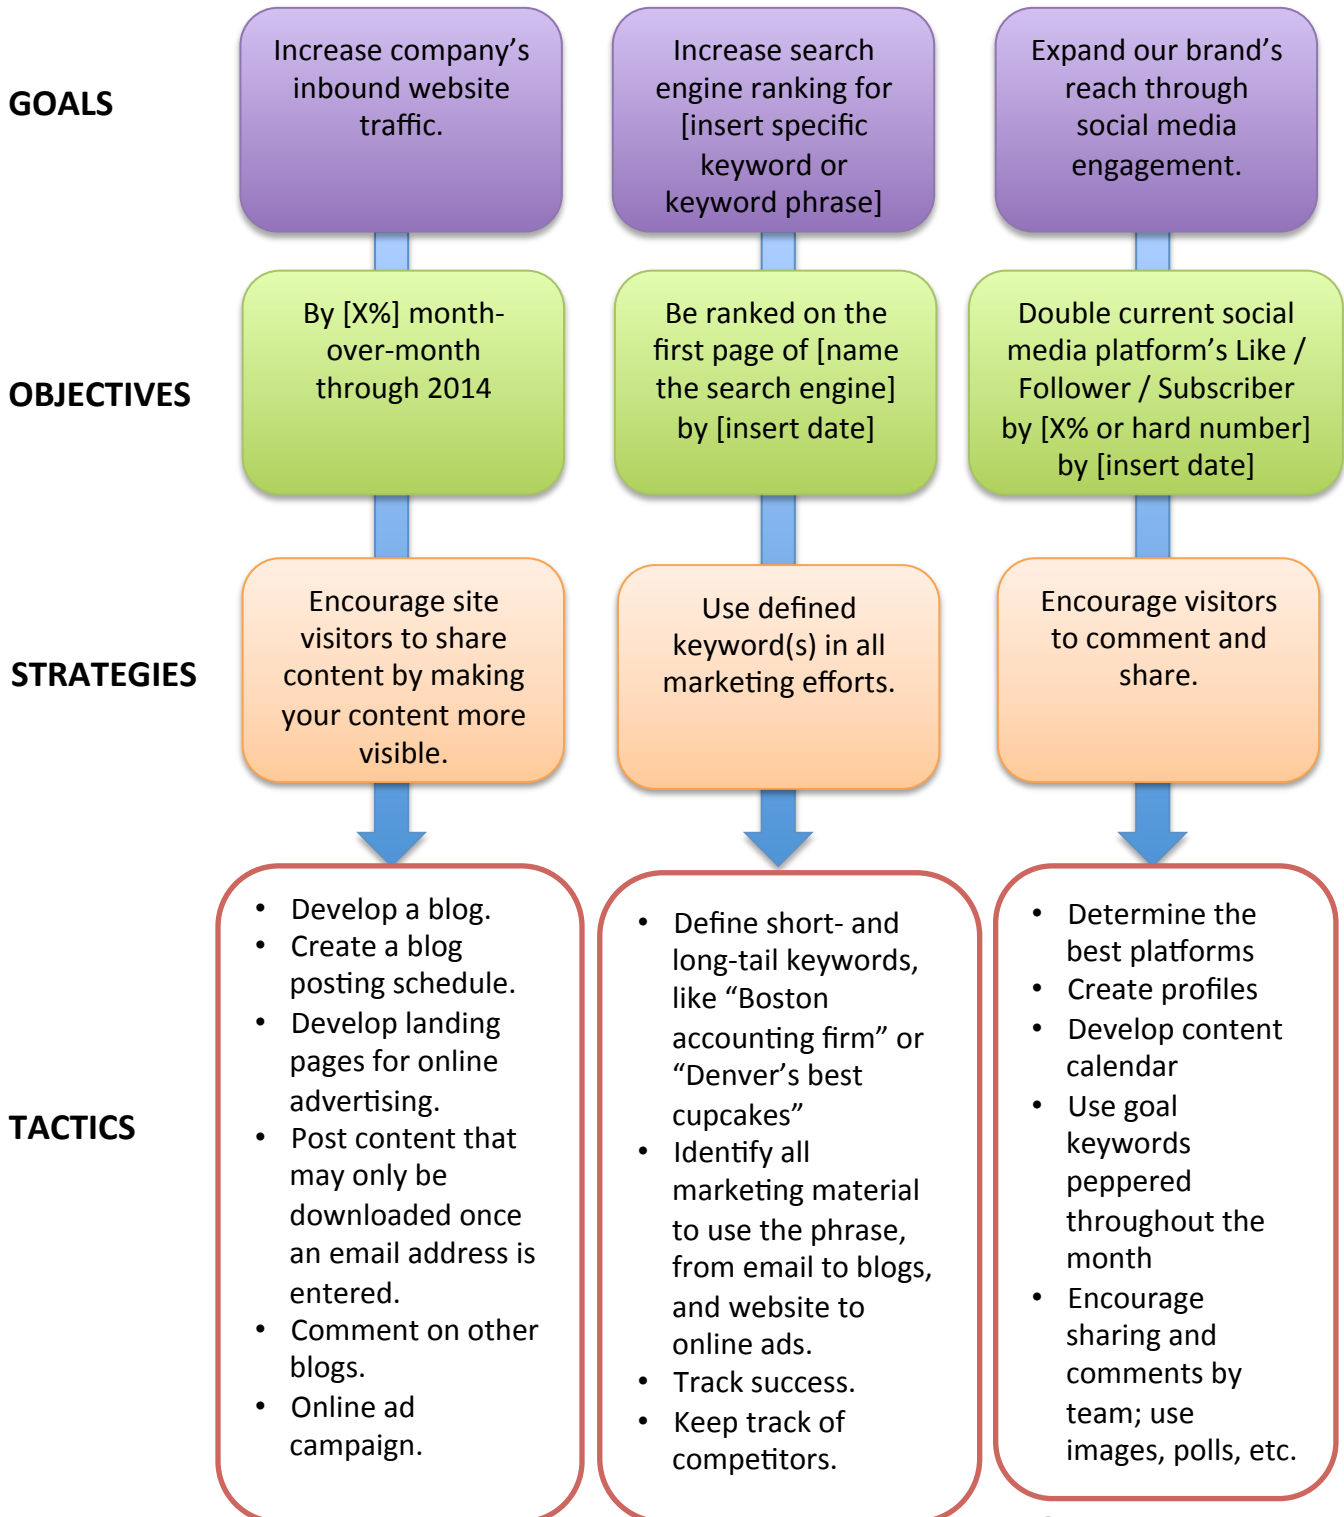 GOALS
Increase company’s
inbound website
traffic.
Increase search
engine ranking for
[insert specific
keyword or
keyword phrase]
Expand our brand’s
reach through
social media
engagement.
OBJECTIVES
By [X%] month-
over-month
through 2014
Be ranked on the
first page of [name
the search engine]
by [insert date]
Double current social
media platform’s Like /
Follower / Subscriber
by [X% or hard number]
by [insert date]
STRATEGIES
Encourage site
visitors to share
content by making
your content more
visible.
Use defined
keyword(s) in all
marketing efforts.
Encourage visitors
to comment and
share.
TACTICS
• Develop a blog.
• Create a blog
posting schedule.
• Develop landing
pages for online
advertising.
• Post content that
may only be
downloaded once
an email address is
entered.
• Comment on other
blogs.
• Online ad
campaign.
• Define short- and
long-tail keywords,
like “Boston
accounting firm” or
“Denver’s best
cupcakes”
• Identify all
marketing material
to use the phrase,
from email to blogs,
and website to
online ads.
• Track success.
• Keep track of
competitors.
• Determine the
best platforms
• Create profiles
• Develop content
calendar
• Use goal
keywords
peppered
throughout the
month
• Encourage
sharing and
comments by
team; use
images, polls, etc.